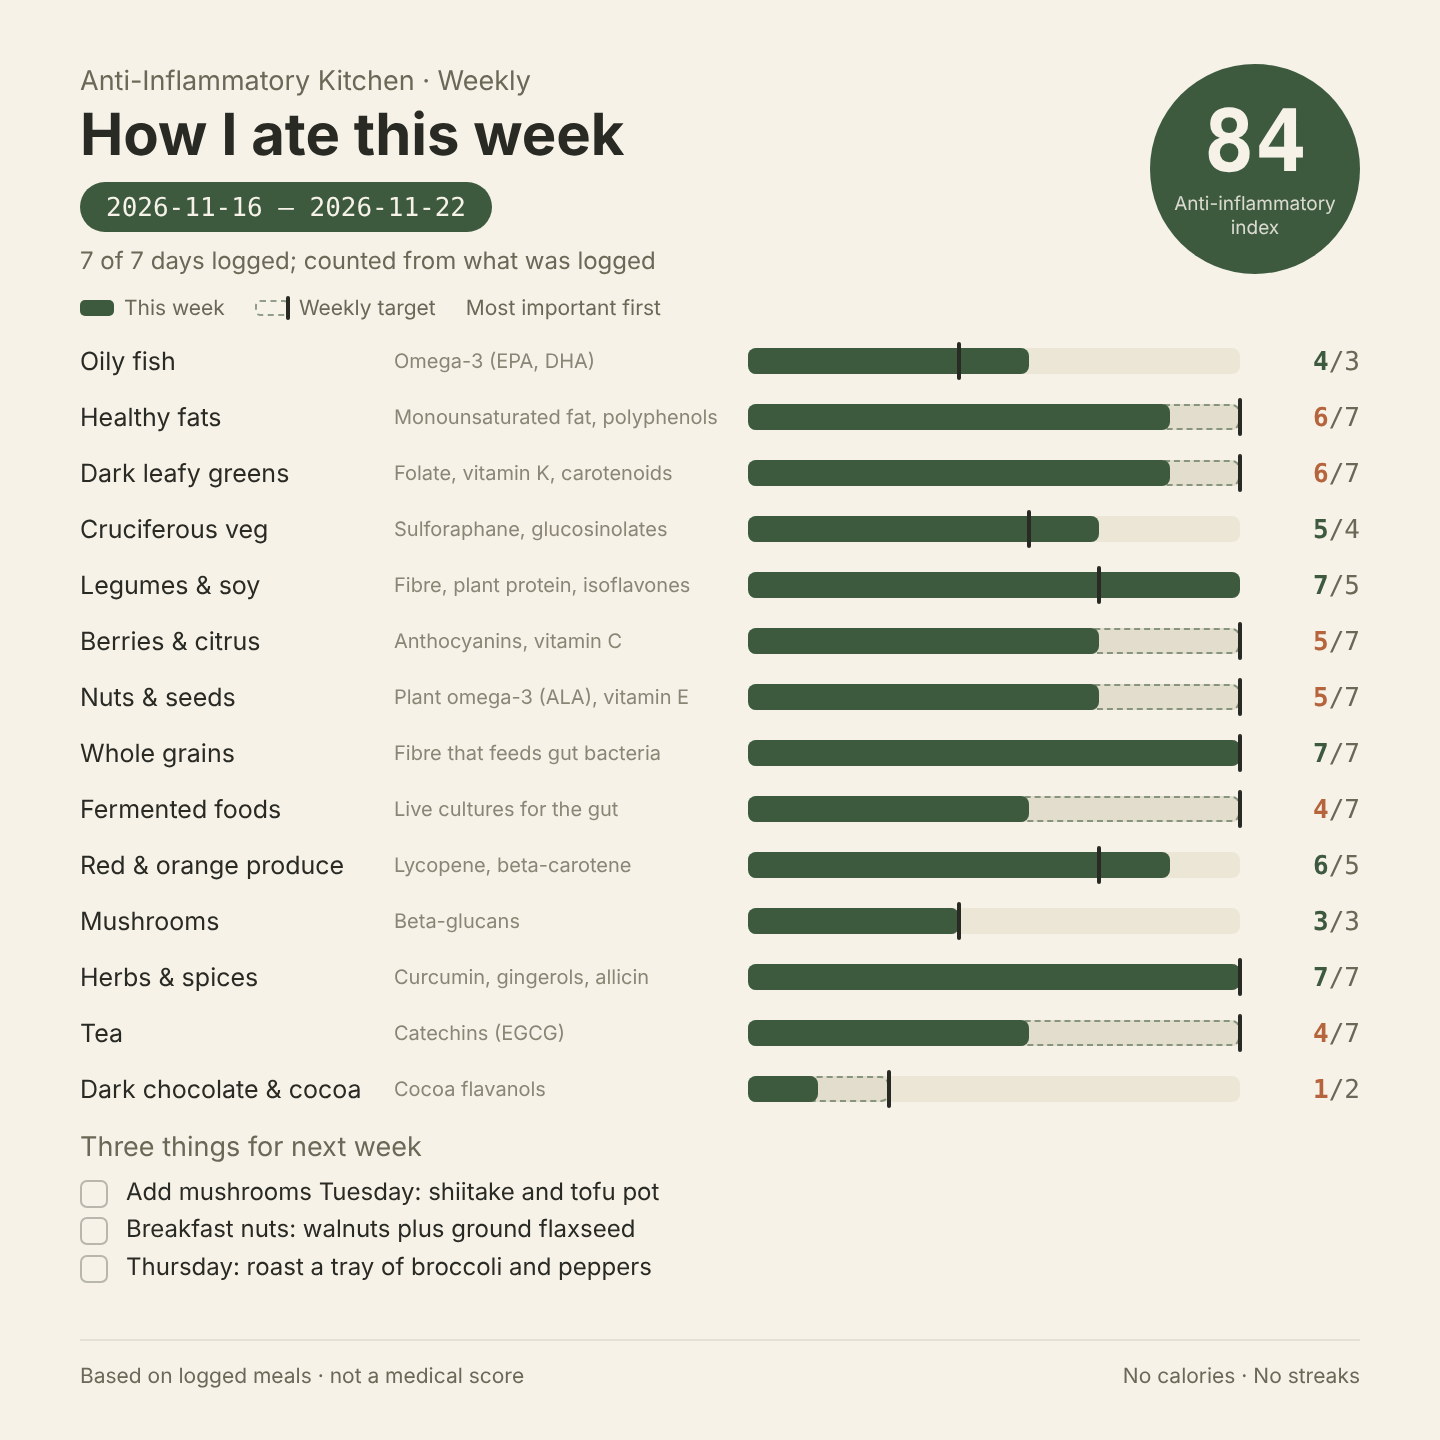 Anti-Inflammatory Kitchen · Weekly
How I ate this week
2026-11-16 — 2026-11-22
7 of 7 days logged; counted from what was logged
84
Anti-inflammatory
index
This week Weekly target Most important first
Oily fish Omega-3 (EPA, DHA) 4/3
Healthy fats Monounsaturated fat, polyphenols 6/7
Dark leafy greens Folate, vitamin K, carotenoids 6/7
Cruciferous veg Sulforaphane, glucosinolates 5/4
Legumes & soy Fibre, plant protein, isoflavones 7/5
Berries & citrus Anthocyanins, vitamin C 5/7
Nuts & seeds Plant omega-3 (ALA), vitamin E 5/7
Whole grains Fibre that feeds gut bacteria 7/7
Fermented foods Live cultures for the gut 4/7
Red & orange produce Lycopene, beta-carotene 6/5
Mushrooms Beta-glucans 3/3
Herbs & spices Curcumin, gingerols, allicin 7/7
Tea Catechins (EGCG) 4/7
Dark chocolate & cocoa Cocoa flavanols 1/2
Three things for next week
Add mushrooms Tuesday: shiitake and tofu pot
Breakfast nuts: walnuts plus ground flaxseed
Thursday: roast a tray of broccoli and peppers
Based on logged meals · not a medical score
No calories · No streaks